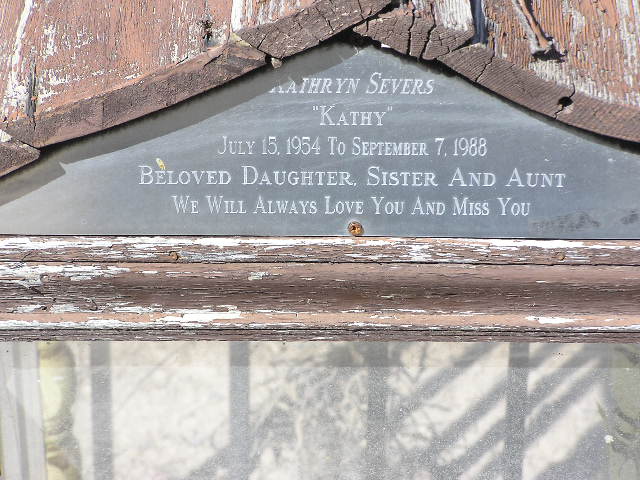 Kathryn Severs
"Kathy"
July 15, 1954 To September 7, 1988
Beloved Daughter, Sister And Aunt
We Will Always Love You And Miss You